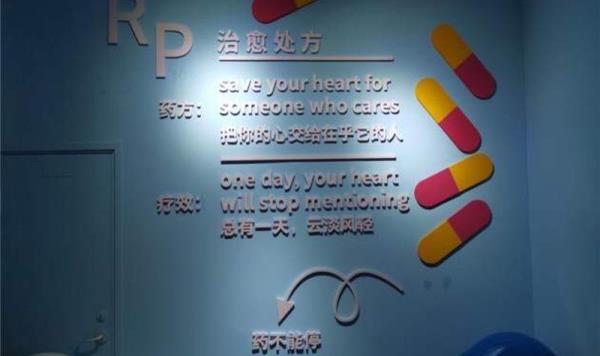 RP
治愈处方
药方：
save your heart for
someone who cares
把你的心交给在乎它的人
疗效：
one day, your heart
will stop mentioning
总有一天，云淡风轻
药不能停